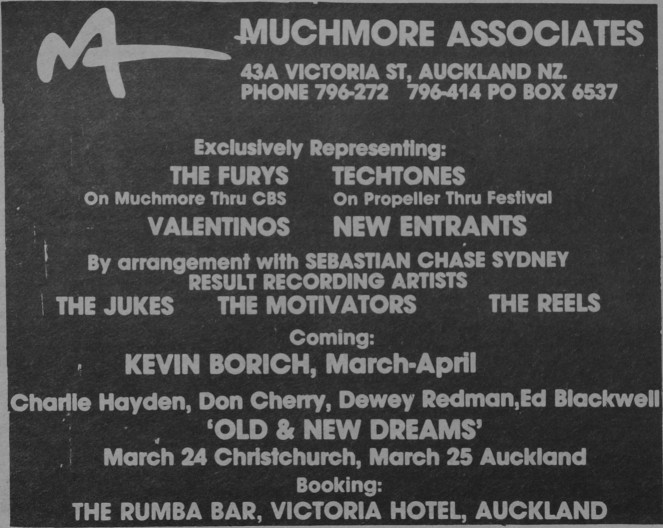 MUCHMORE ASSOCIATES
43A VICTORIA ST, AUCKLAND NZ.
PHONE 796-272 796-414 PO BOX 6537
Exclusively Representing:
THE FURYS TECHTONES
On Muchmore Thru CBS On Propeller Thru Festival
VALENTINOS NEW ENTRANTS
By arrangement with SEBASTIAN CHASE SYDNEY
RESULT RECORDING ARTISTS
THE JUKES THE MOTIVATORS THE REELS
Coming:
KEVIN BORICH, March-April
Charlie Hayden, Don Cherry, Dewey Redman,Ed Blackwell
‘OLD & NEW DREAMS’
March 24 Christchurch, March 25 Auckland
Booking:
THE RUMBA BAR, VICTORIA HOTEL, AUCKLAND